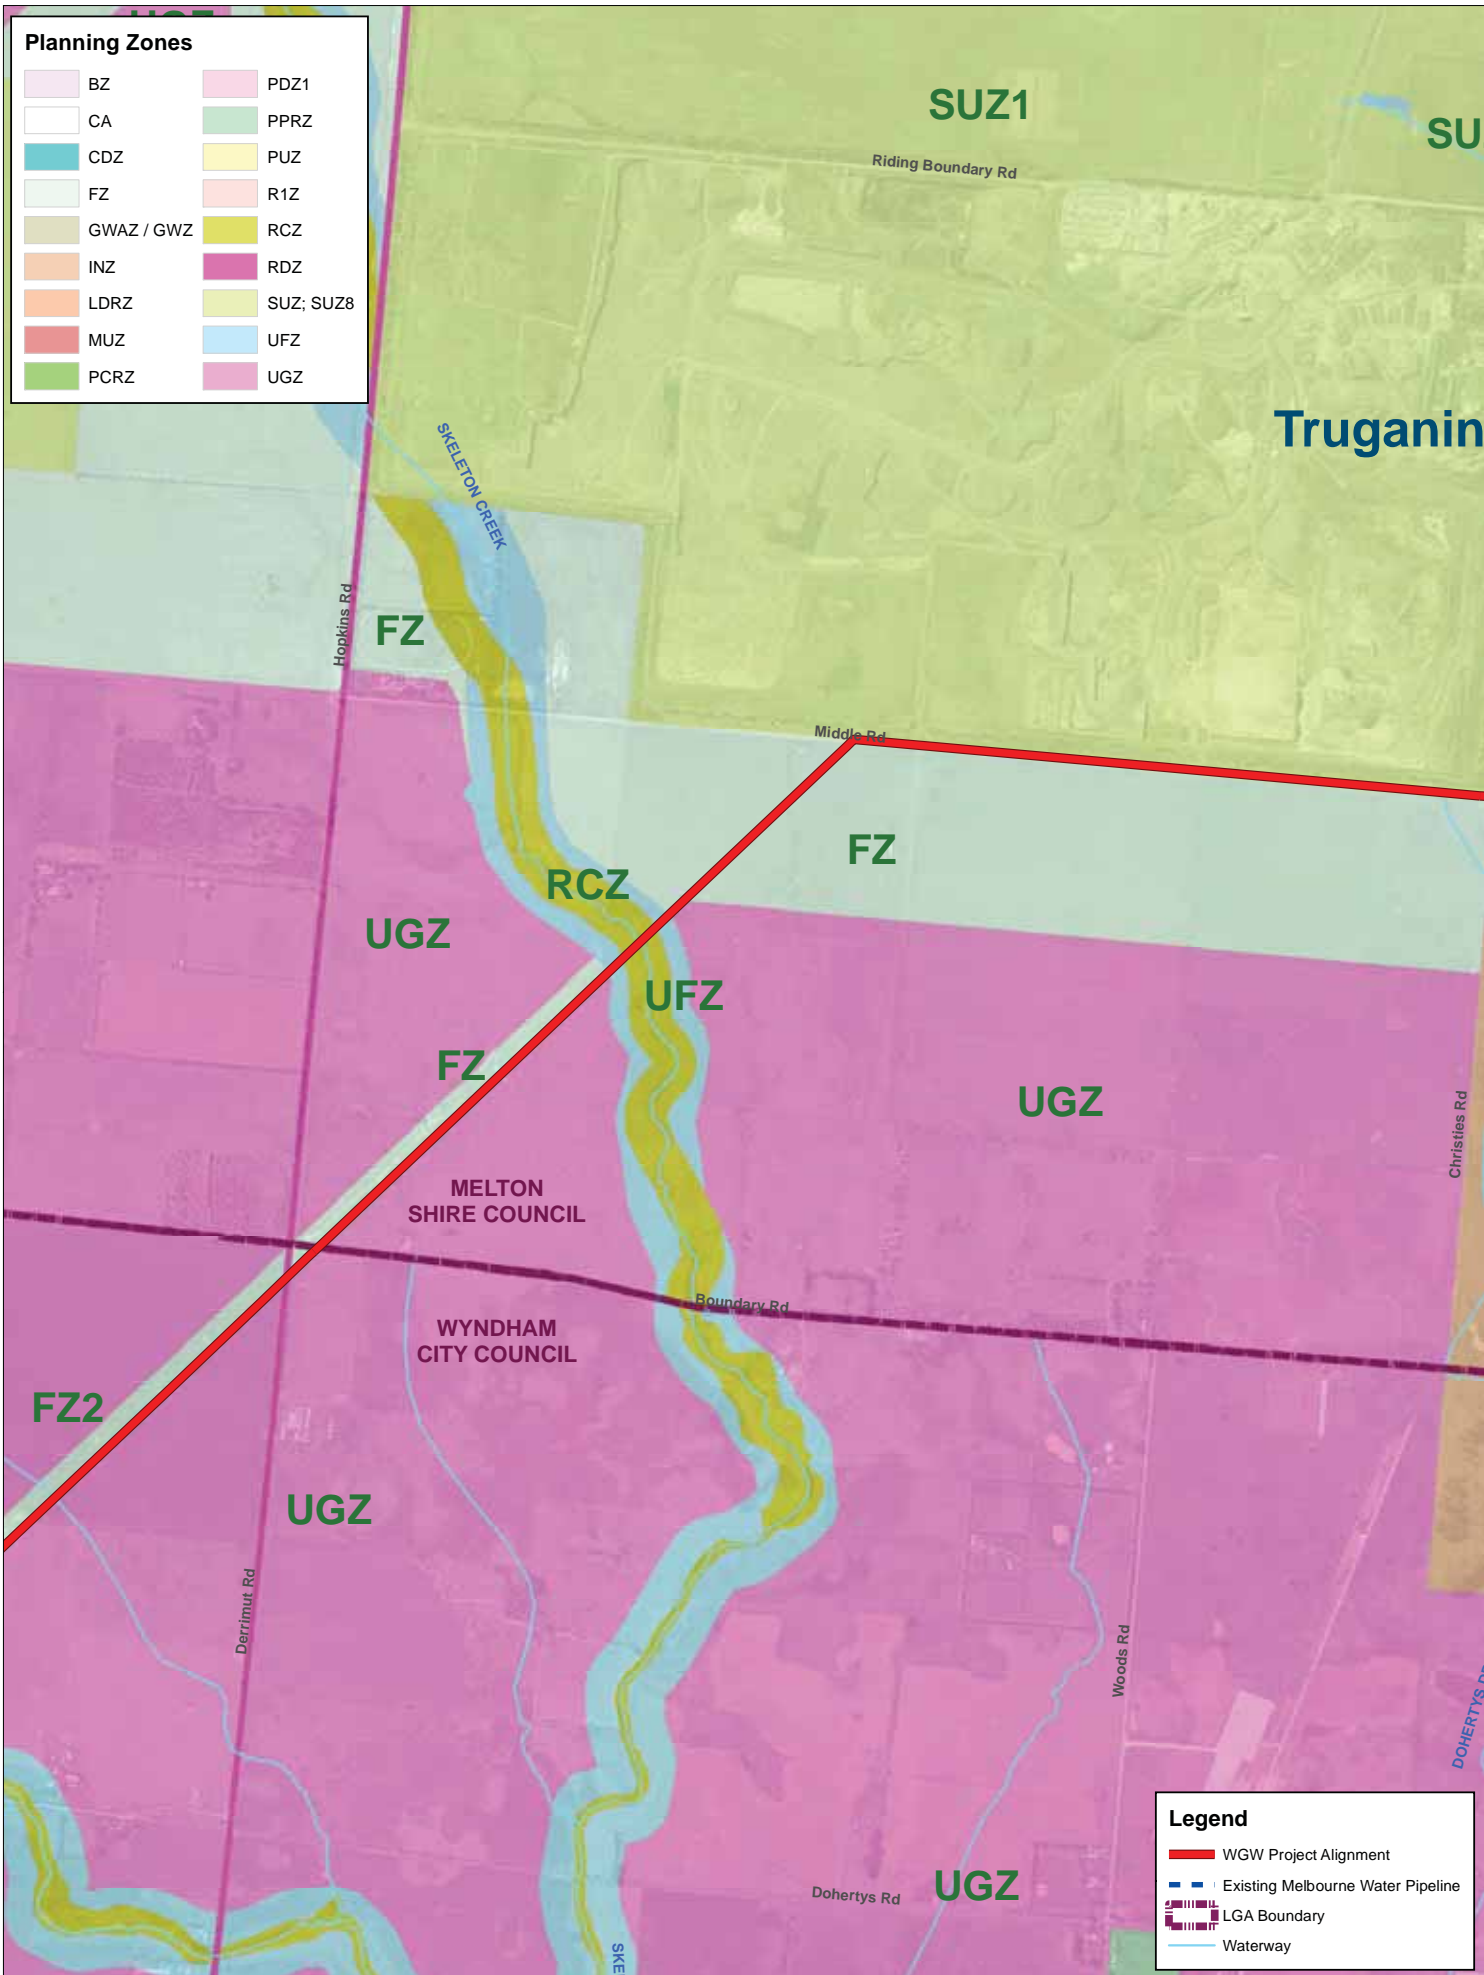 UGZ
Planning Zones
BZ
CA
CDZ
FZ
GWAZ / GWZ
INZ
LDRZ
MUZ
PCRZ
PDZ1
PPRZ
PUZ
R1Z
RCZ
RDZ
SUZ; SUZ8
UFZ
UGZ
SUZ1
SU
Riding Boundary Rd
Truganin
SKELETON CREEK
Hopkins Rd
FZ
Middle Rd
FZ
RCZ
UGZ
UFZ
FZ
UGZ
Christies Rd
MELTON
SHIRE COUNCIL
Boundary Rd
WYNDHAM
CITY COUNCIL
FZ2
UGZ
Derrimut Rd
Woods Rd
DOHERTYS DR
Dohertys Rd
UGZ
SKE
Legend
WGW Project Alignment
Existing Melbourne Water Pipeline
LGA Boundary
Waterway